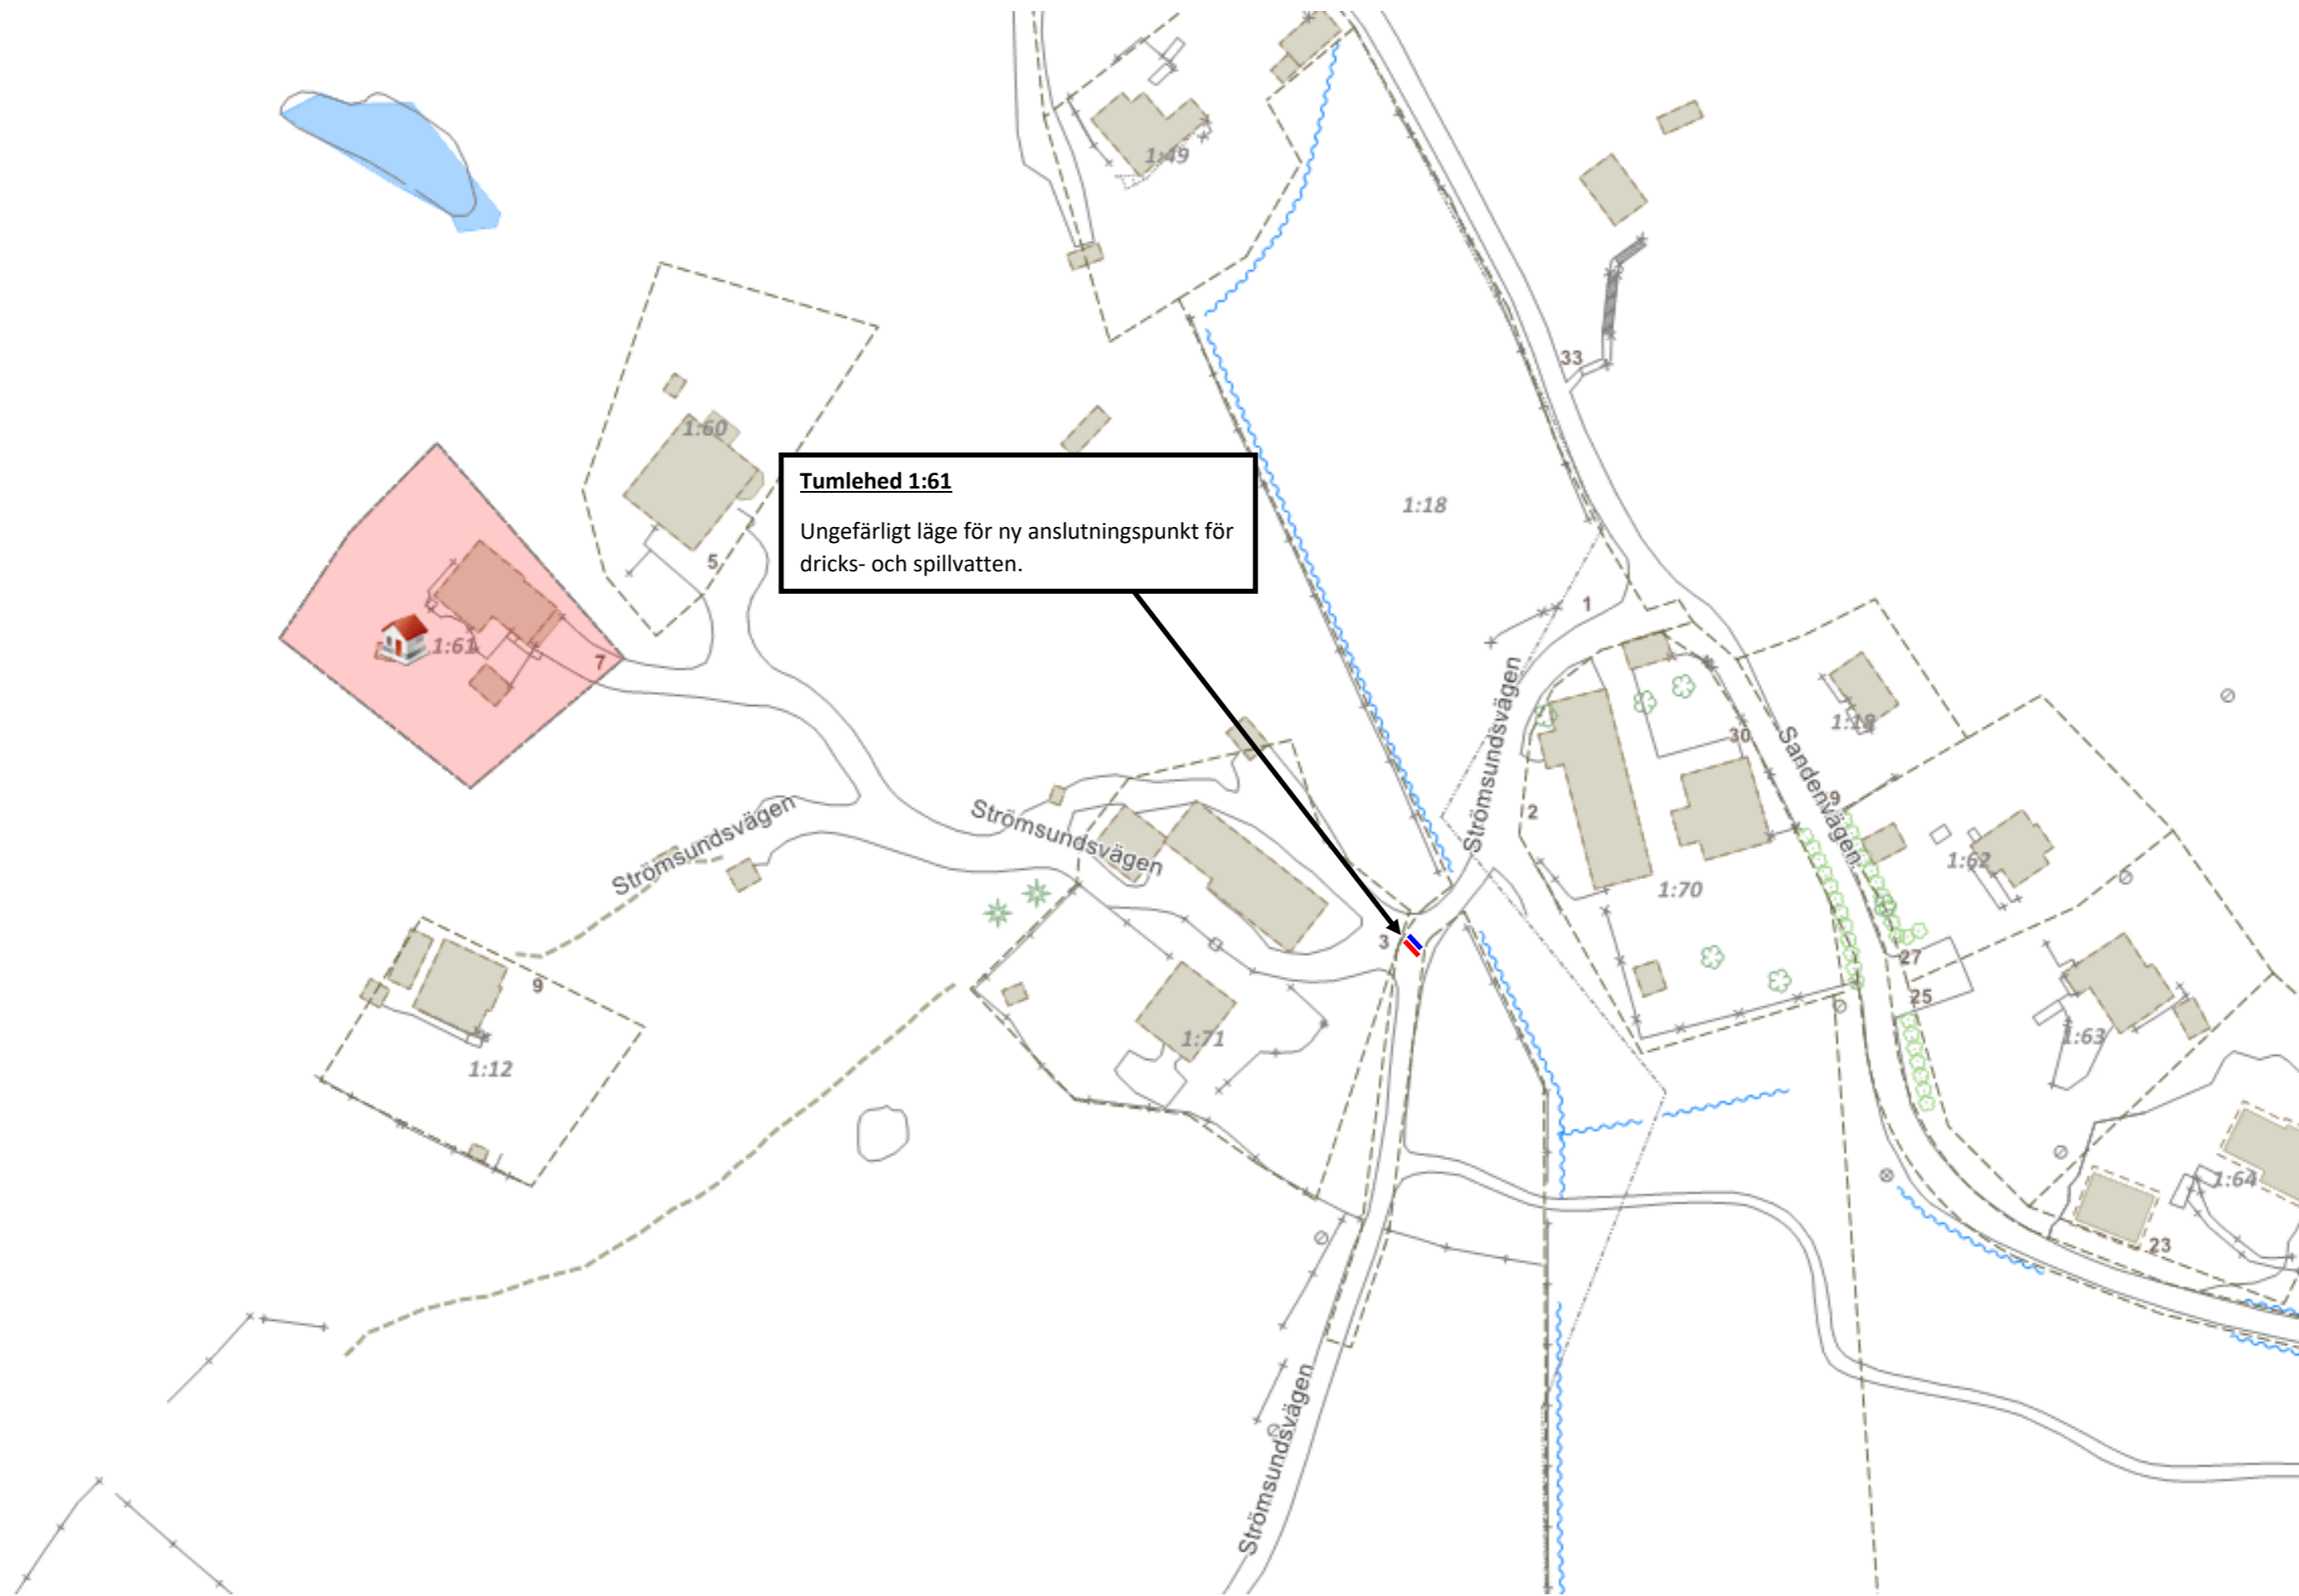 1:49
33
1:60
Tumlehed 1:61
Ungefärligt läge för ny anslutningspunkt för
dricks- och spillvatten.
1:18
5
1
1:61
7
Strömsundsvägen
1:18
30
Sandenvägen
9
2
Strömsundsvägen
Strömsundsvägen
1:62
1:70
3
27
25
9
1:71
1:63
1:12
1:64
23
Strömsundsvägen